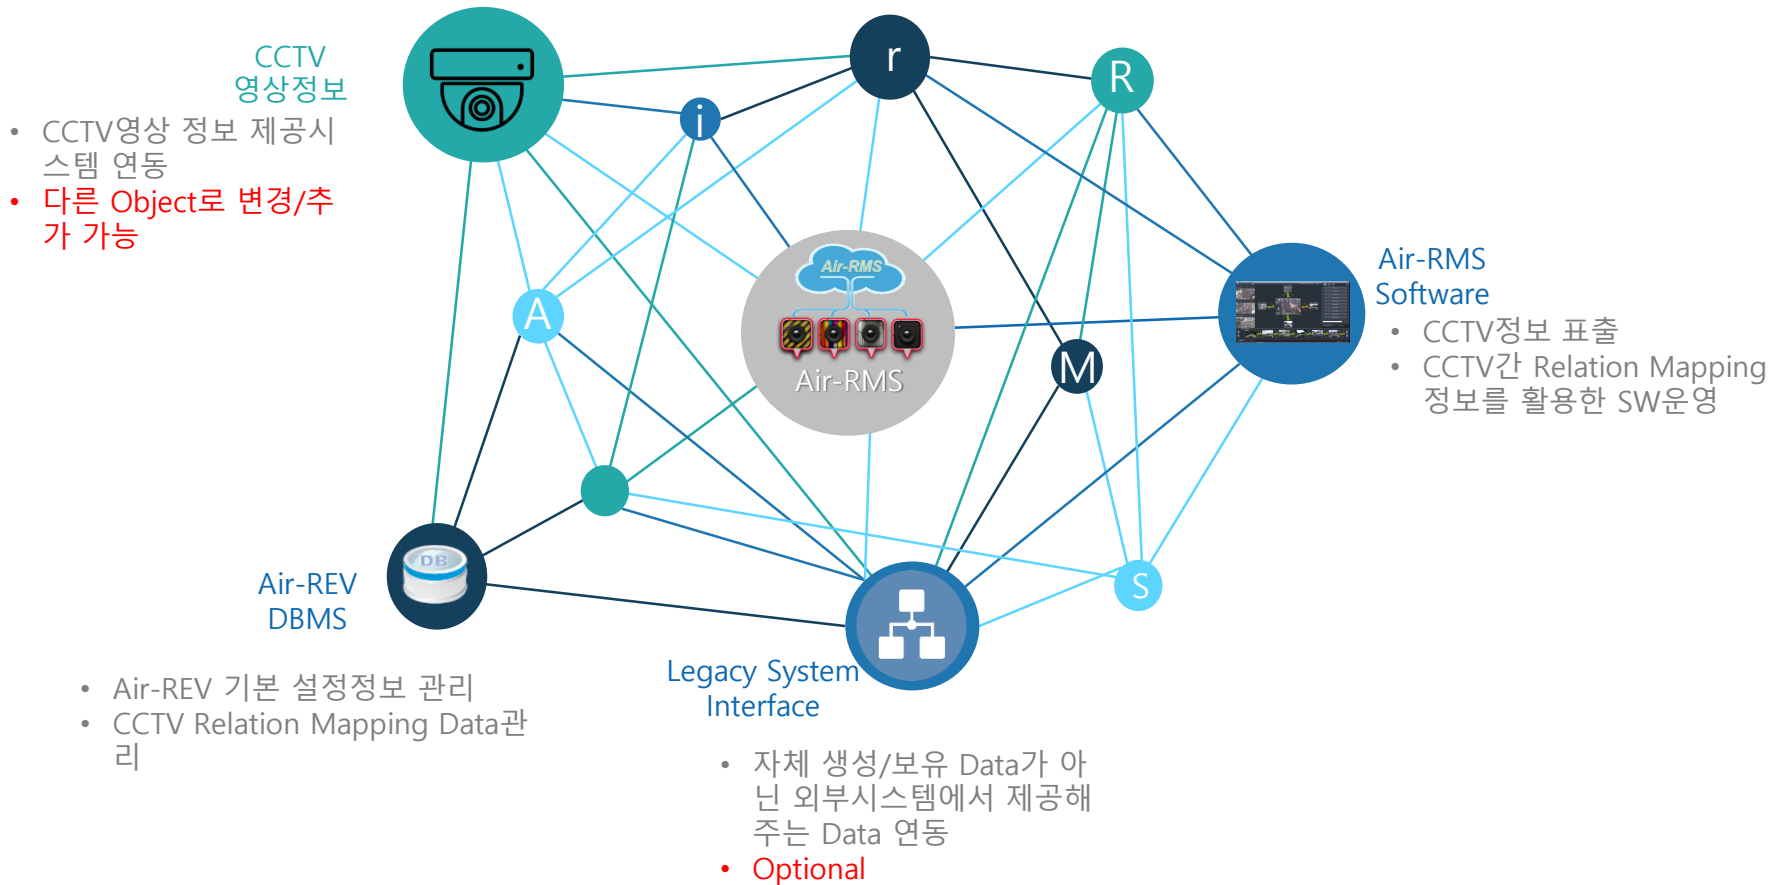 CCTV
영상정보
• CCTV영상 정보 제공시
스템 연동
• 다른 Object로 변경/추
가 가능
r
R
i
A
M
S
Air-RMS
Air-RMS
Air-RMS
Software
• CCTV정보 표출
• CCTV간 Relation Mapping
정보를 활용한 SW운영
DB
Air-REV
DBMS
• Air-REV 기본 설정정보 관리
• CCTV Relation Mapping Data관
리
Legacy System
Interface
• 자체 생성/보유 Data가 아
닌 외부시스템에서 제공해
주는 Data 연동
• Optional